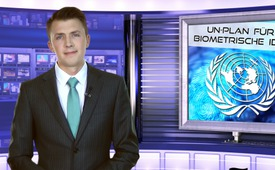 UN-PLAN FÜR
BIOMETRISCHE ID